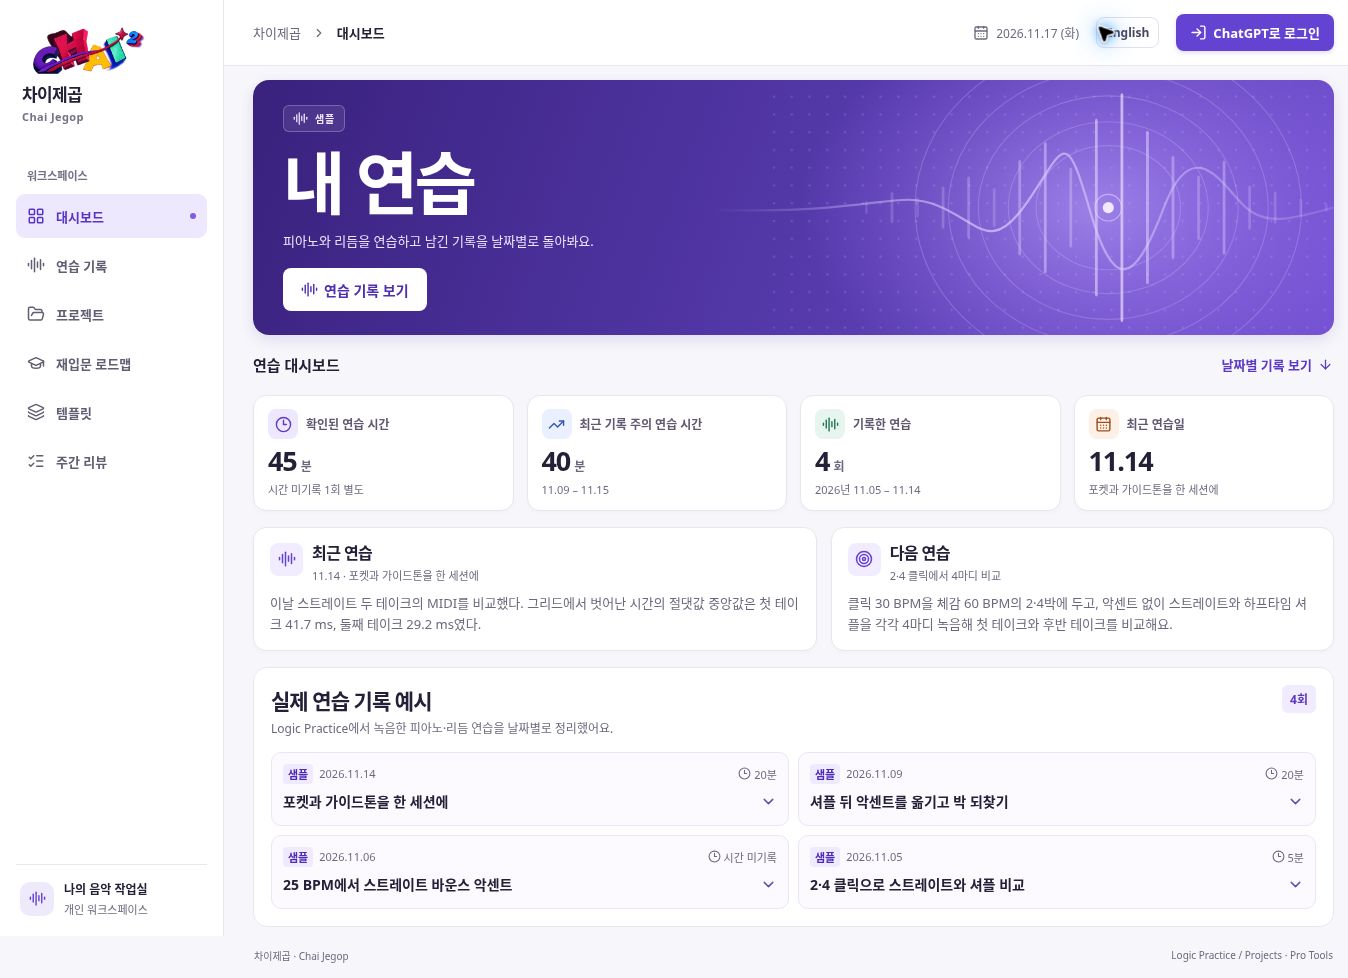 CHAI²
차이제곱
Chai Jegop
워크스페이스
대시보드
연습 기록
프로젝트
재입문 로드맵
템플릿
주간 리뷰
나의 음악 작업실
개인 워크스페이스
차이제곱 > 대시보드
2026.11.17 (화)
English
ChatGPT로 로그인
샘플
내 연습
피아노와 리듬을 연습하고 남긴 기록을 날짜별로 돌아봐요.
연습 기록 보기
연습 대시보드
날짜별 기록 보기 ↓
확인된 연습 시간
45 분
시간 미기록 1회 별도
최근 기록 주의 연습 시간
40 분
11.09 – 11.15
기록한 연습
4 회
2026년 11.05 – 11.14
최근 연습일
11.14
포켓과 가이드톤을 한 세션에
최근 연습
11.14 · 포켓과 가이드톤을 한 세션에
이날 스트레이트 두 테이크의 MIDI를 비교했다. 그리드에서 벗어난 시간의 절댓값 중앙값은 첫 테이
크 41.7 ms, 둘째 테이크 29.2 ms였다.
다음 연습
2·4 클릭에서 4마디 비교
클릭 30 BPM을 체감 60 BPM의 2·4박에 두고, 악센트 없이 스트레이트와 하프타임 셔
플을 각각 4마디 녹음해 첫 테이크와 후반 테이크를 비교해요.
실제 연습 기록 예시
4회
Logic Practice에서 녹음한 피아노·리듬 연습을 날짜별로 정리했어요.
샘플 2026.11.14 20분
포켓과 가이드톤을 한 세션에
샘플 2026.11.09 20분
셔플 뒤 악센트를 옮기고 박 되찾기
샘플 2026.11.06 시간 미기록
25 BPM에서 스트레이트 바운스 악센트
샘플 2026.11.05 5분
2·4 클릭으로 스트레이트와 셔플 비교
차이제곱 · Chai Jegop
Logic Practice / Projects · Pro Tools